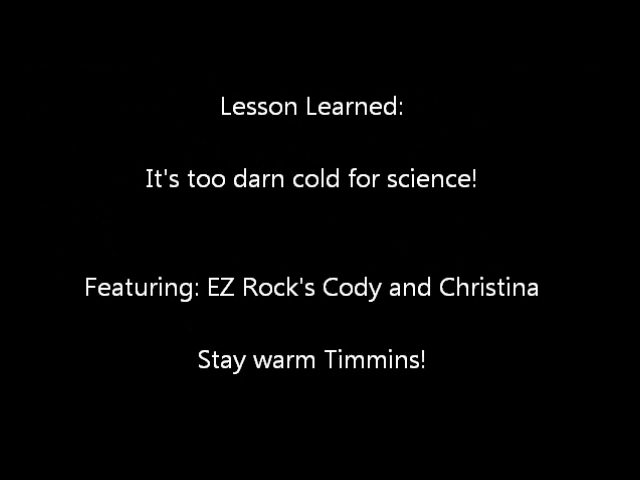 Lesson Learned:
It's too darn cold for science!
Featuring: EZ Rock's Cody and Christina
Stay warm Timmins!